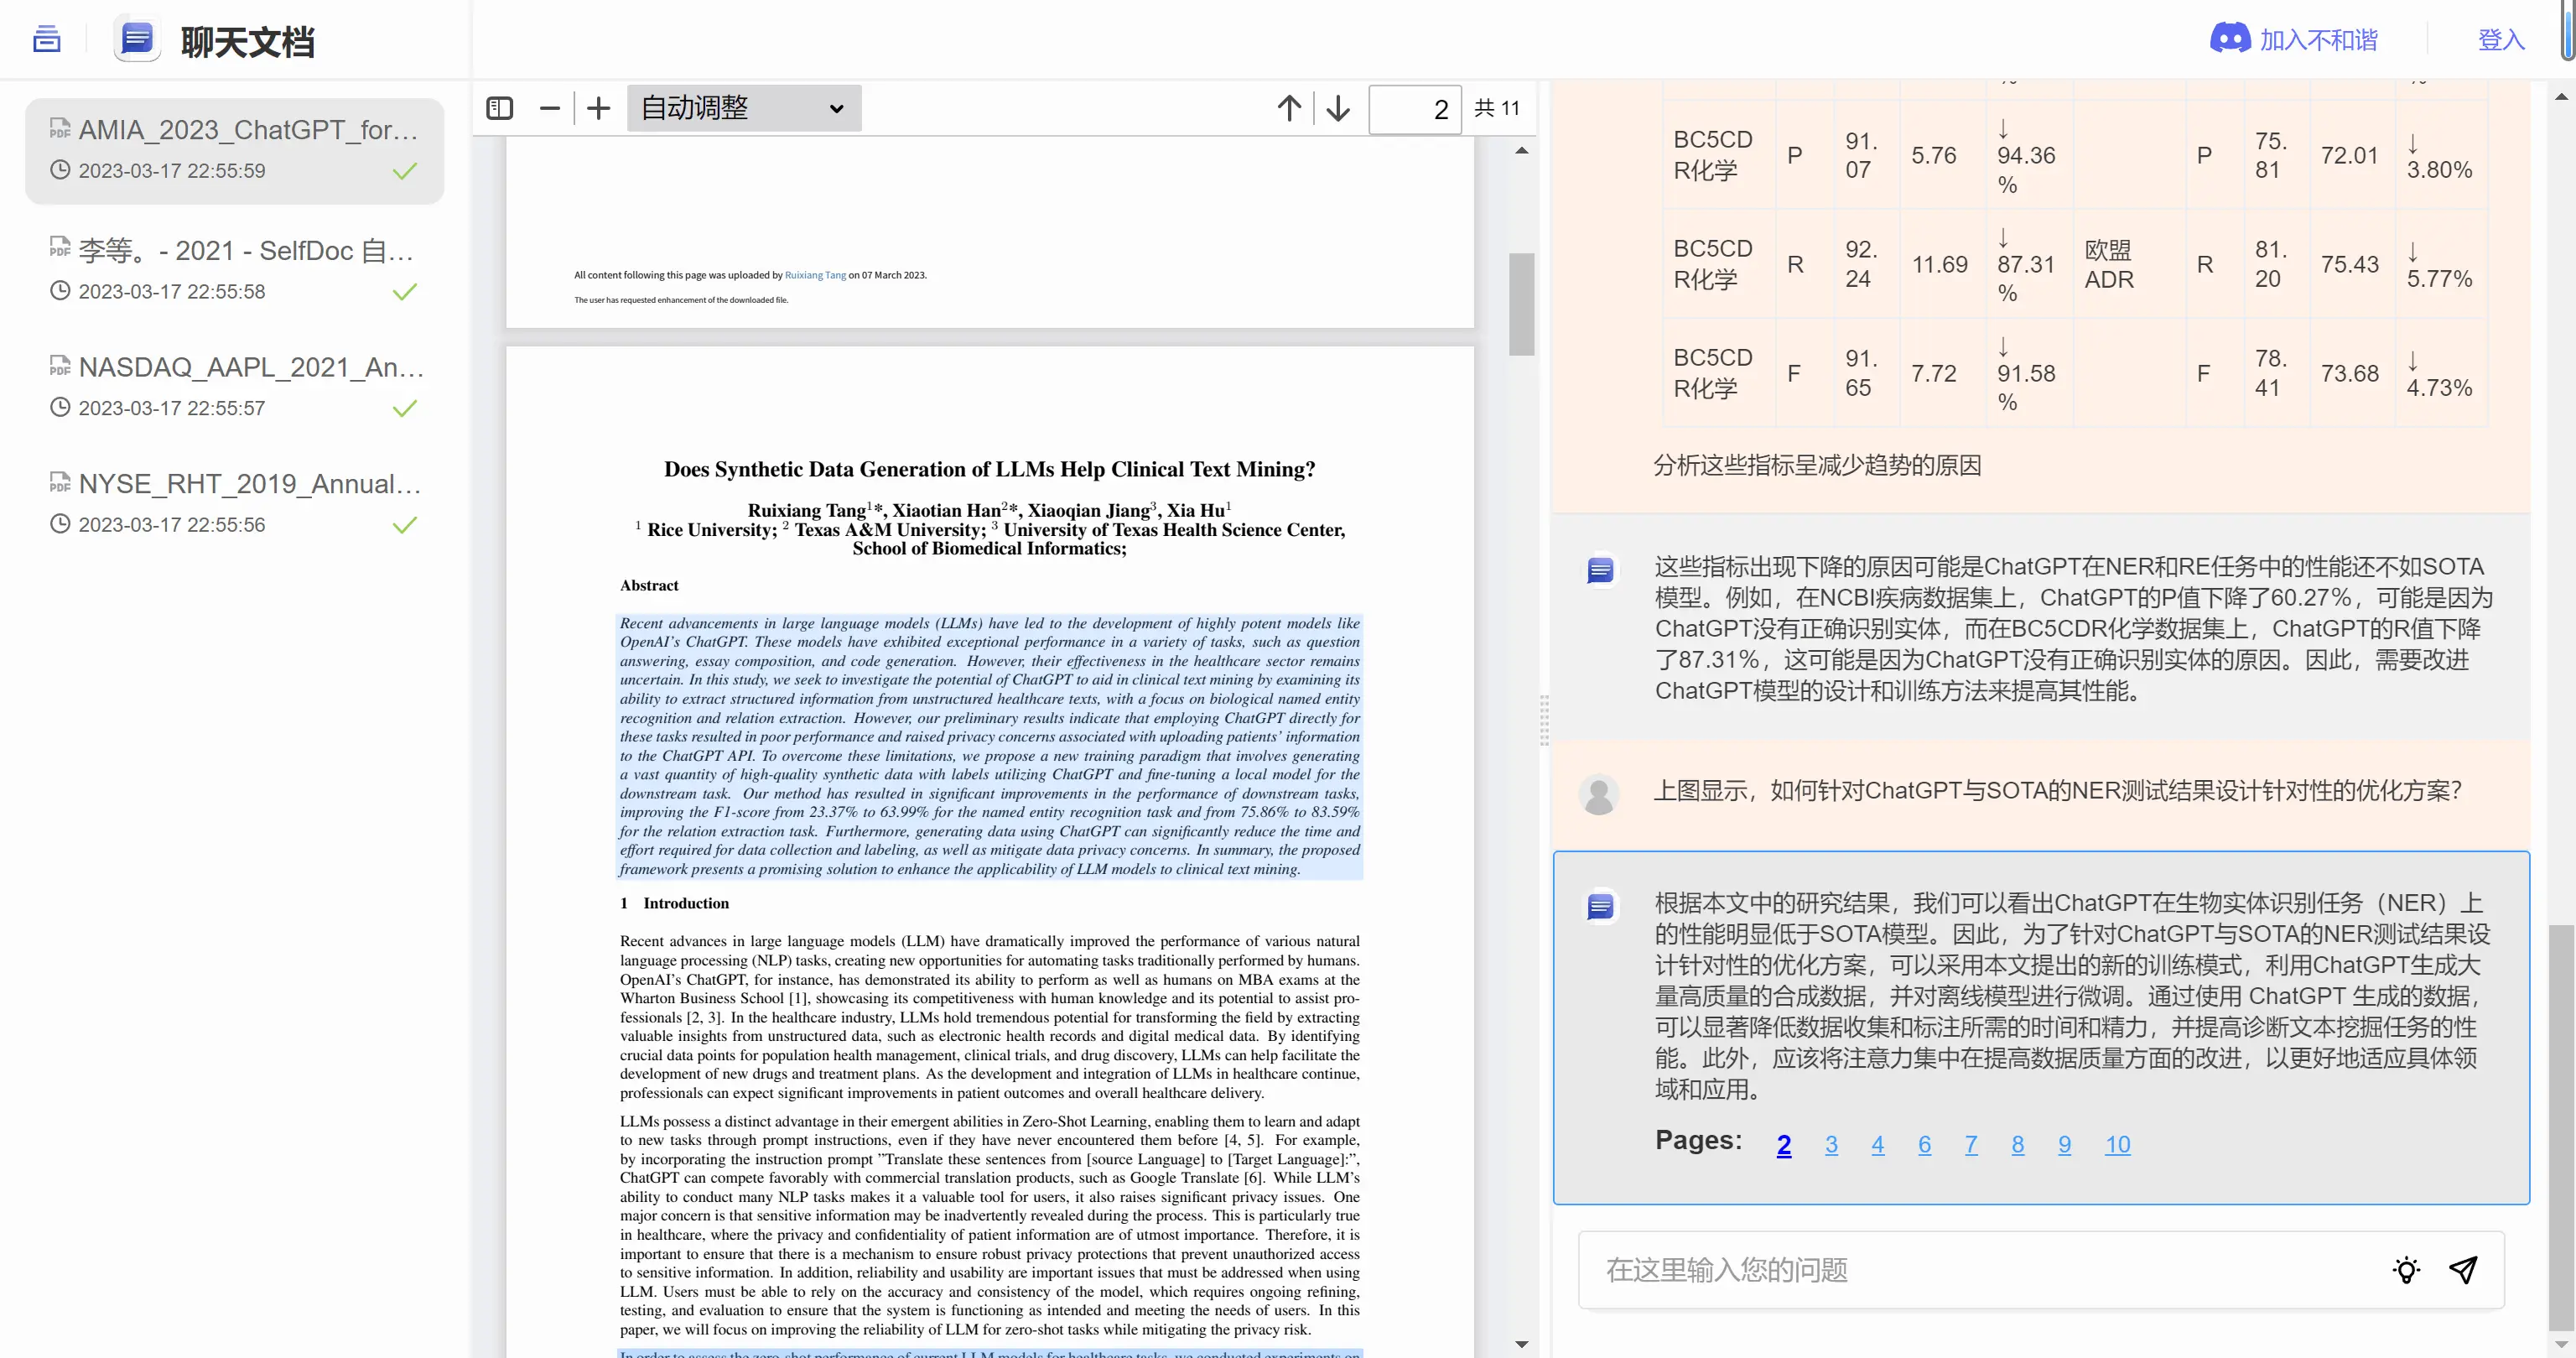 聊天文档
加入不和谐
登入
AMIA_2023_ChatGPT_for…
2023-03-17 22:55:59
李等。- 2021 - SelfDoc 自…
2023-03-17 22:55:58
NASDAQ_AAPL_2021_An…
2023-03-17 22:55:57
NYSE_RHT_2019_Annual…
2023-03-17 22:55:56
自动调整
2
共 11
All content following this page was uploaded by Ruixiang Tang on 07 March 2023.
The user has requested enhancement of the downloaded file.
Does Synthetic Data Generation of LLMs Help Clinical Text Mining?
Ruixiang Tang1*, Xiaotian Han2*, Xiaoqian Jiang3, Xia Hu1
1 Rice University; 2 Texas A&M University; 3 University of Texas Health Science Center,
School of Biomedical Informatics;
Abstract
Recent advancements in large language models (LLMs) have led to the development of highly potent models like
OpenAI's ChatGPT. These models have exhibited exceptional performance in a variety of tasks, such as question
answering, essay composition, and code generation. However, their effectiveness in the healthcare sector remains
uncertain. In this study, we seek to investigate the potential of ChatGPT to aid in clinical text mining by examining its
ability to extract structured information from unstructured healthcare texts, with a focus on biological named entity
recognition and relation extraction. However, our preliminary results indicate that employing ChatGPT directly for
these tasks resulted in poor performance and raised privacy concerns associated with uploading patients' information
to the ChatGPT API. To overcome these limitations, we propose a new training paradigm that involves generating
a vast quantity of high-quality synthetic data with labels utilizing ChatGPT and fine-tuning a local model for the
downstream task. Our method has resulted in significant improvements in the performance of downstream tasks,
improving the F1-score from 23.37% to 63.99% for the named entity recognition task and from 75.86% to 83.59%
for the relation extraction task. Furthermore, generating data using ChatGPT can significantly reduce the time and
effort required for data collection and labeling, as well as mitigate data privacy concerns. In summary, the proposed
framework presents a promising solution to enhance the applicability of LLM models to clinical text mining.
1 Introduction
Recent advances in large language models (LLM) have dramatically improved the performance of various natural
language processing (NLP) tasks, creating new opportunities for automating tasks traditionally performed by humans.
OpenAI's ChatGPT, for instance, has demonstrated its ability to perform as well as humans on MBA exams at the
Wharton Business School [1], showcasing its competitiveness with human knowledge and its potential to assist pro-
fessionals [2, 3]. In the healthcare industry, LLMs hold tremendous potential for transforming the field by extracting
valuable insights from unstructured data, such as electronic health records and digital medical data. By identifying
crucial data points for population health management, clinical trials, and drug discovery, LLMs can help facilitate the
development of new drugs and treatment plans. As the development and integration of LLMs in healthcare continue,
professionals can expect significant improvements in patient outcomes and overall healthcare delivery.
LLMs possess a distinct advantage in their emergent abilities in Zero-Shot Learning, enabling them to learn and adapt
to new tasks through prompt instructions, even if they have never encountered them before [4, 5]. For example,
by incorporating the instruction prompt "Translate these sentences from [source Language] to [Target Language]:",
ChatGPT can compete favorably with commercial translation products, such as Google Translate [6]. While LLM's
ability to conduct many NLP tasks makes it a valuable tool for users, it also raises significant privacy issues. One
major concern is that sensitive information may be inadvertently revealed during the process. This is particularly true
in healthcare, where the privacy and confidentiality of patient information are of utmost importance. Therefore, it is
important to ensure that there is a mechanism to ensure robust privacy protections that prevent unauthorized access
to sensitive information. In addition, reliability and usability are important issues that must be addressed when using
LLM. Users must be able to rely on the accuracy and consistency of the model, which requires ongoing refining,
testing, and evaluation to ensure that the system is functioning as intended and meeting the needs of users. In this
paper, we will focus on improving the reliability of LLM for zero-shot tasks while mitigating the privacy risk.
In order to assess the zero-shot performance of current LLM models for healthcare tasks, we conducted experiments on
BC5CDR化学 P 91.07 5.76 ↓94.36% P 75.81 72.01 ↓3.80%
BC5CDR化学 R 92.24 11.69 ↓87.31% 欧盟ADR R 81.20 75.43 ↓5.77%
BC5CDR化学 F 91.65 7.72 ↓91.58% F 78.41 73.68 ↓4.73%
分析这些指标呈减少趋势的原因
这些指标出现下降的原因可能是ChatGPT在NER和RE任务中的性能还不如SOTA
模型。例如，在NCBI疾病数据集上，ChatGPT的P值下降了60.27%，可能是因为
ChatGPT没有正确识别实体，而在BC5CDR化学数据集上，ChatGPT的R值下降
了87.31%，这可能是因为ChatGPT没有正确识别实体的原因。因此，需要改进
ChatGPT模型的设计和训练方法来提高其性能。
上图显示，如何针对ChatGPT与SOTA的NER测试结果设计针对性的优化方案？
根据本文中的研究结果，我们可以看出ChatGPT在生物实体识别任务（NER）上
的性能明显低于SOTA模型。因此，为了针对ChatGPT与SOTA的NER测试结果设
计针对性的优化方案，可以采用本文提出的新的训练模式，利用ChatGPT生成大
量高质量的合成数据，并对离线模型进行微调。通过使用 ChatGPT 生成的数据，
可以显著降低数据收集和标注所需的时间和精力，并提高诊断文本挖掘任务的性
能。此外，应该将注意力集中在提高数据质量方面的改进，以更好地适应具体领
域和应用。
Pages: 2 3 4 6 7 8 9 10
在这里输入您的问题